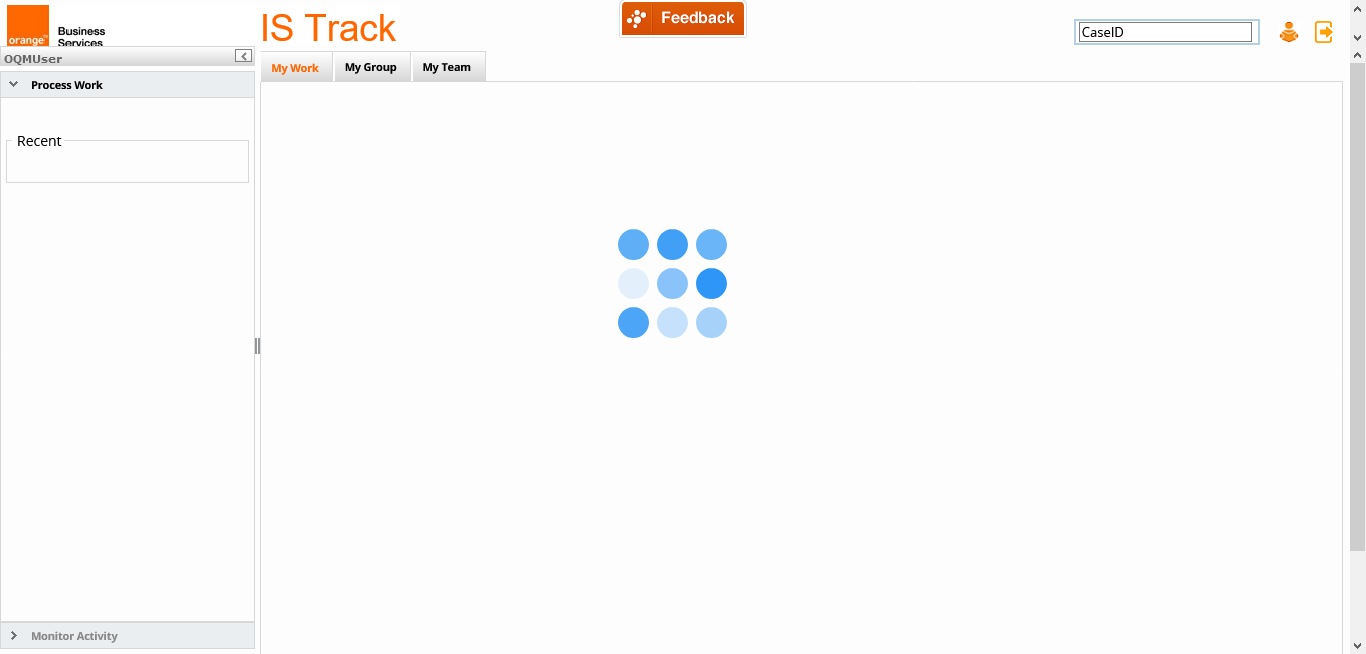 orange™
Business
Services
IS Track
Feedback
CaseID
OQMUser
My Work
My Group
My Team
Process Work
Recent
Monitor Activity